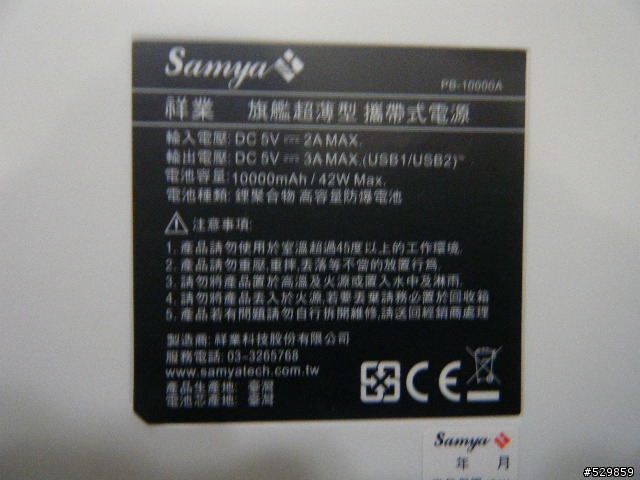 Samya
PB-10000A
祥業 旗艦超薄型 攜帶式電源
輸入電壓: DC 5V ⎓ 2A MAX.
輸出電壓: DC 5V ⎓ 3A MAX.(USB1/USB2)
電池容量: 10000mAh / 42W Max.
電池種類: 鋰聚合物 高容量防爆電池
注意事項:
1. 產品請勿使用於室溫超過45度以上的工作環境.
2. 產品請勿重壓,重摔,丟落等不當的放置行為.
3. 請勿將產品置於高溫及火源或置入水中及淋雨.
4. 請勿將產品丟入於火源,若要丟棄請務必置於回收箱
5. 產品若有問題請勿自行拆開維修,請送回經銷商處理
製造商: 祥業科技股份有限公司
服務電話: 03-3265768
www.samyatech.com.tw
產品生產地: 臺灣
電池芯產地: 臺灣
CE
Samya
年 月
#529859